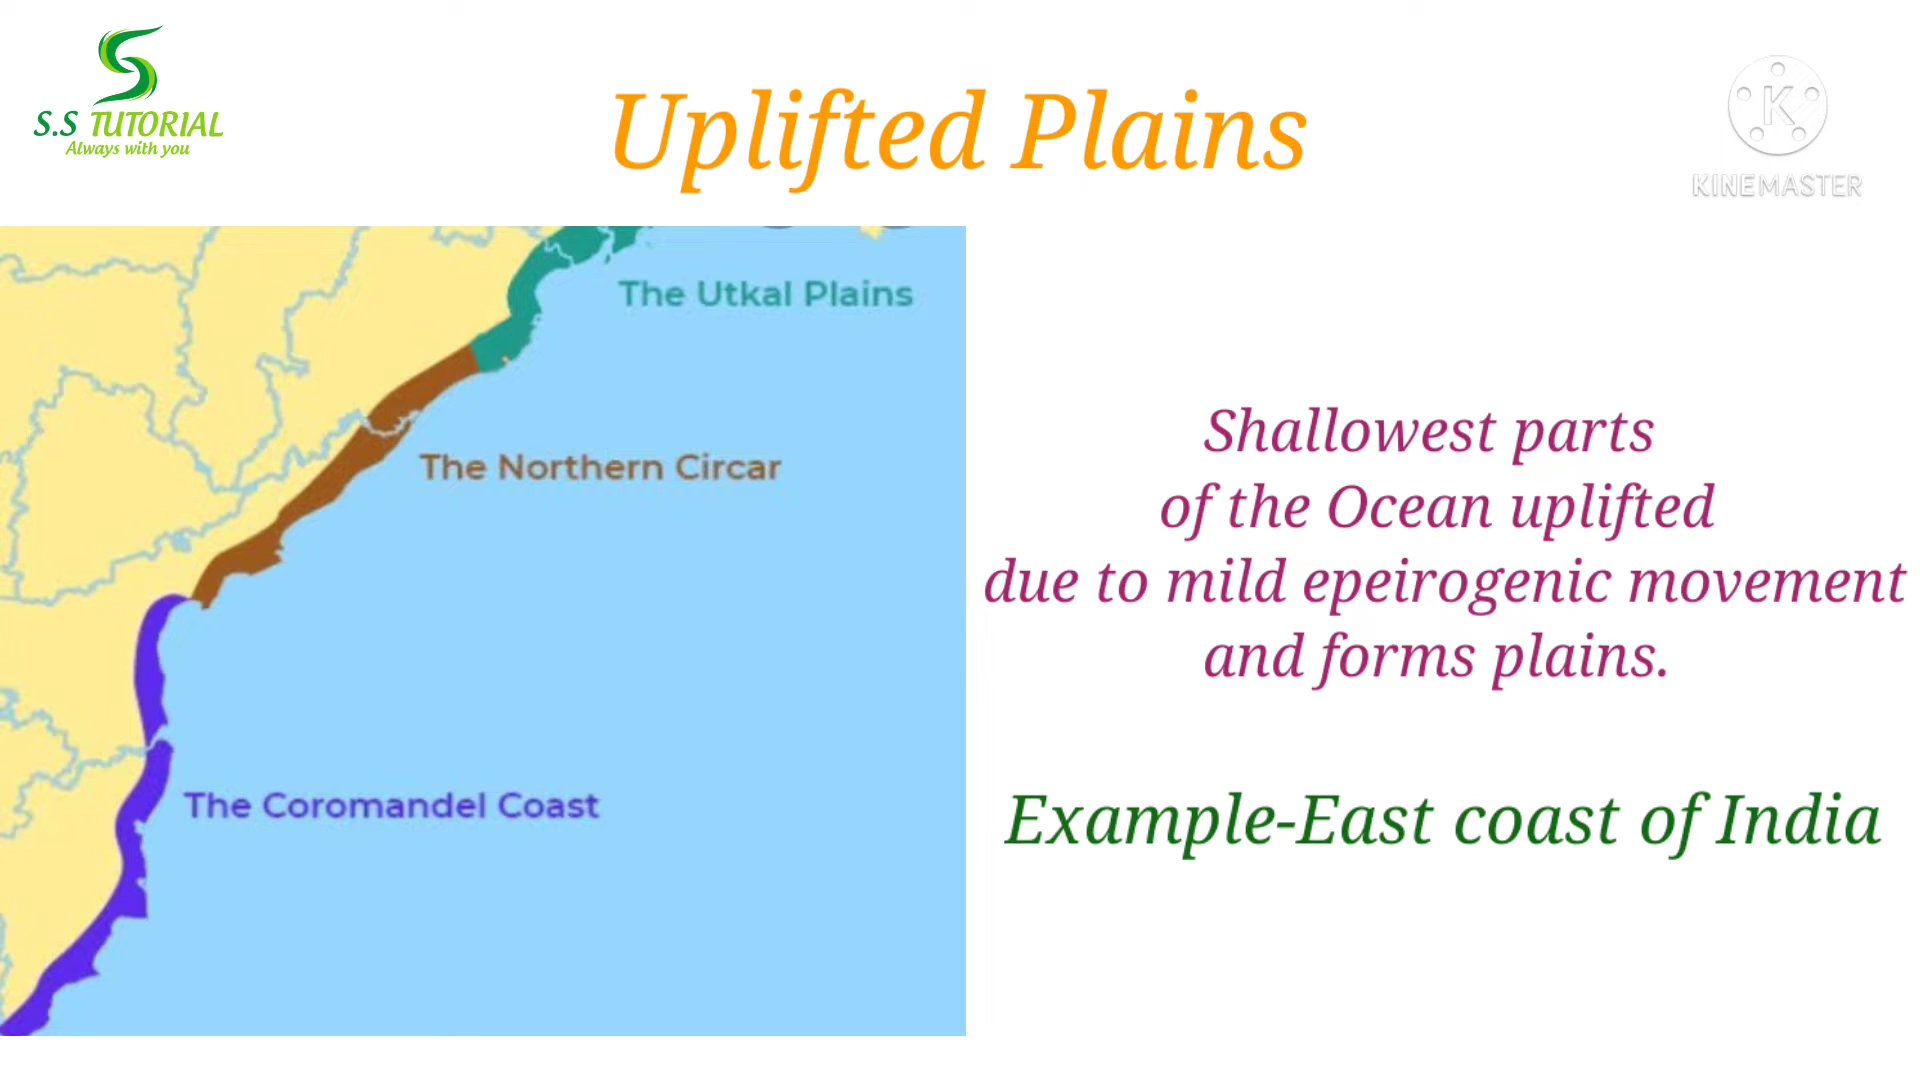 S.S TUTORIAL
Always with you
Uplifted Plains
K
KINEMASTER
The Utkal Plains
The Northern Circar
The Coromandel Coast
Shallowest parts
of the Ocean uplifted
due to mild epeirogenic movement
and forms plains.
Example-East coast of India